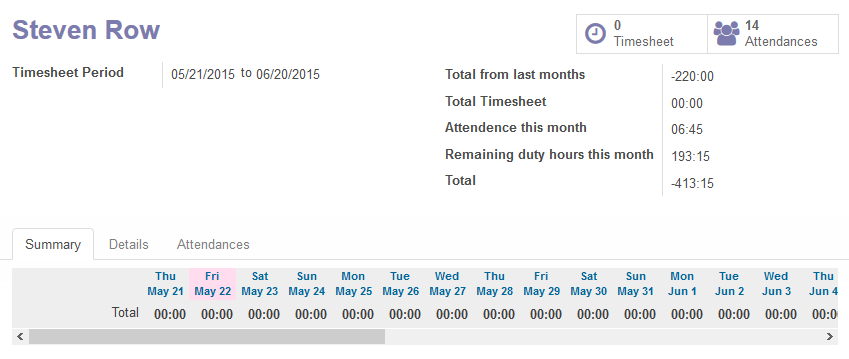 Steven Row
0
Timesheet
14
Attendances
Timesheet Period 05/21/2015 to 06/20/2015
Total from last months -220:00
Total Timesheet 00:00
Attendence this month 06:45
Remaining duty hours this month 193:15
Total -413:15
Summary Details Attendances
Thu Fri Sat Sun Mon Tue Wed Thu Fri Sat Sun Mon Tue Wed Thu
May 21 May 22 May 23 May 24 May 25 May 26 May 27 May 28 May 29 May 30 May 31 Jun 1 Jun 2 Jun 3 Jun 4
Total 00:00 00:00 00:00 00:00 00:00 00:00 00:00 00:00 00:00 00:00 00:00 00:00 00:00 00:00 00:0